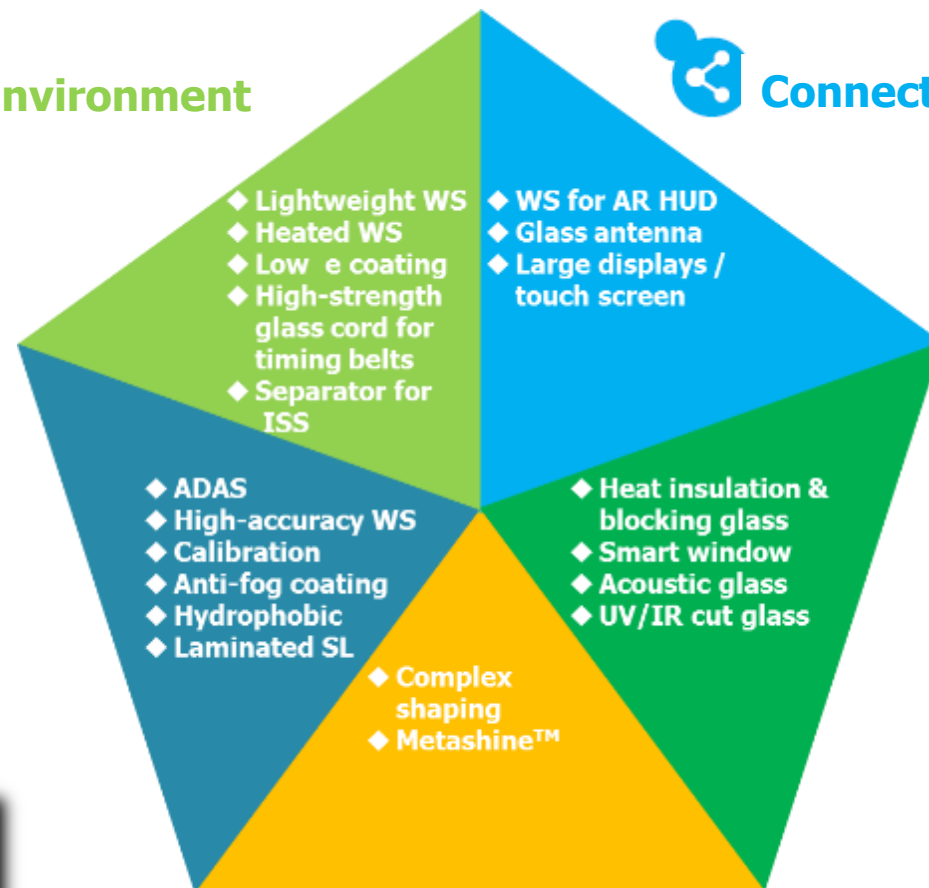 nvironment
Connect
◆ Lightweight WS
◆ Heated WS
◆ Low e coating
◆ High-strength
glass cord for
timing belts
◆ Separator for
ISS
◆ WS for AR HUD
◆ Glass antenna
◆ Large displays /
touch screen
◆ ADAS
◆ High-accuracy WS
◆ Calibration
◆ Anti-fog coating
◆ Hydrophobic
◆ Laminated SL
◆ Heat insulation &
blocking glass
◆ Smart window
◆ Acoustic glass
◆ UV/IR cut glass
◆ Complex
shaping
◆ Metashine™